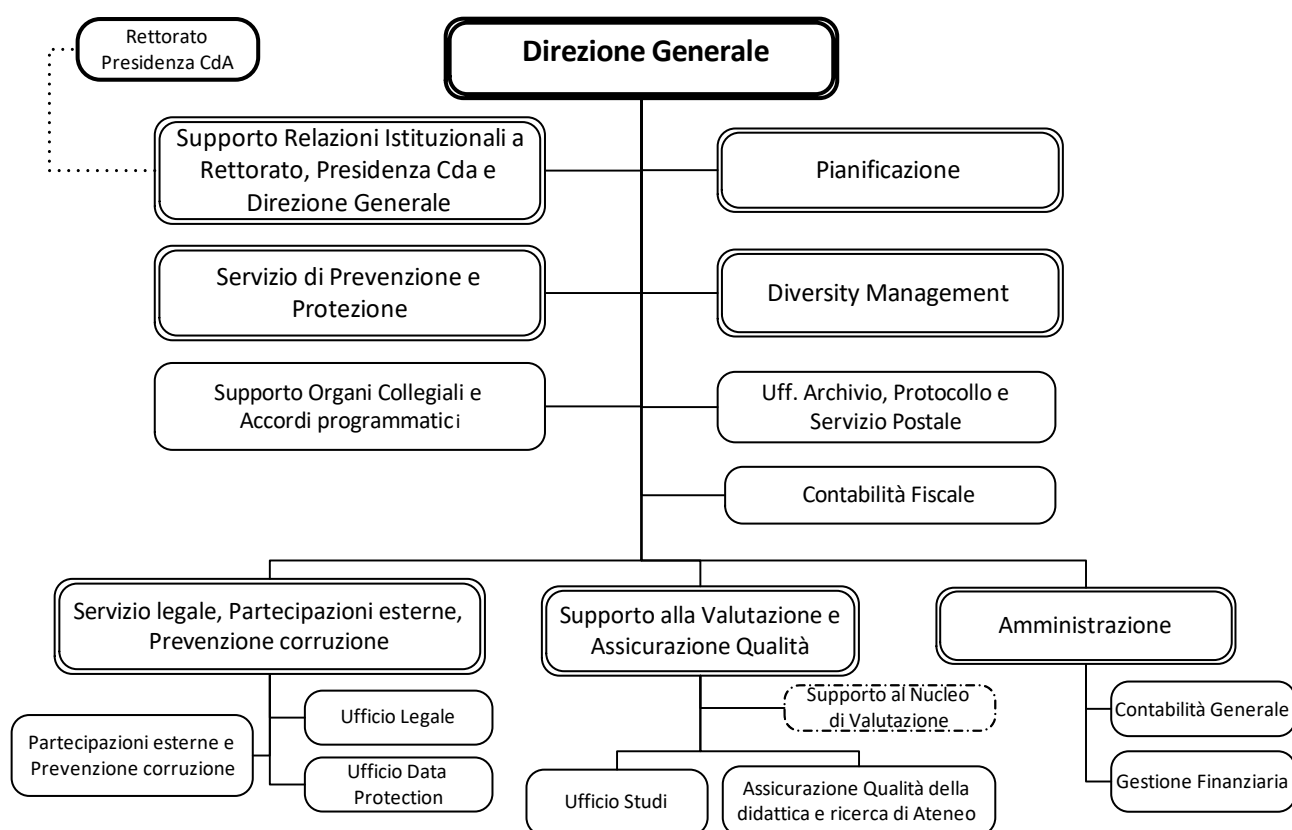 Rettorato
Presidenza CdA
Direzione Generale
Supporto Relazioni Istituzionali a
Rettorato, Presidenza Cda e
Direzione Generale
Pianificazione
Servizio di Prevenzione e
Protezione
Diversity Management
Supporto Organi Collegiali e
Accordi programmatici
Uff. Archivio, Protocollo e
Servizio Postale
Contabilità Fiscale
Servizio legale, Partecipazioni esterne,
Prevenzione corruzione
Supporto alla Valutazione e
Assicurazione Qualità
Amministrazione
Ufficio Legale
Partecipazioni esterne e
Prevenzione corruzione
Ufficio Data
Protection
Supporto al Nucleo
di Valutazione
Ufficio Studi
Assicurazione Qualità della
didattica e ricerca di Ateneo
Contabilità Generale
Gestione Finanziaria